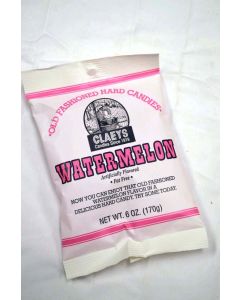 "OLD FASHIONED HARD CANDIES"
CLAEYS
Candies Since 1919
WATERMELON
Artificially Flavored
• Fat Free •
NOW YOU CAN ENJOY THAT OLD FASHIONED
WATERMELON FLAVOR IN A
DELICIOUS HARD CANDY. TRY SOME TODAY.
NET WT. 6 OZ. (170g)